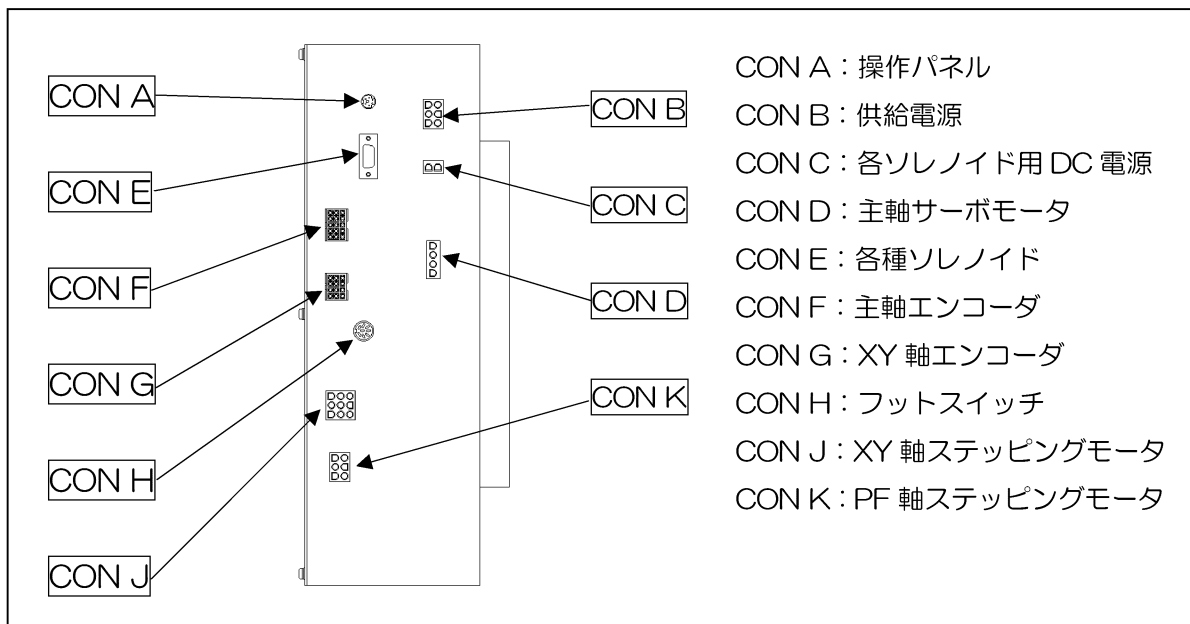 CON A
CON E
CON F
CON G
CON H
CON J
CON B
CON C
CON D
CON K
CON A：操作パネル
CON B：供給電源
CON C：各ソレノイド用 DC 電源
CON D：主軸サーボモータ
CON E：各種ソレノイド
CON F：主軸エンコーダ
CON G：XY 軸エンコーダ
CON H：フットスイッチ
CON J：XY 軸ステッピングモータ
CON K：PF 軸ステッピングモータ